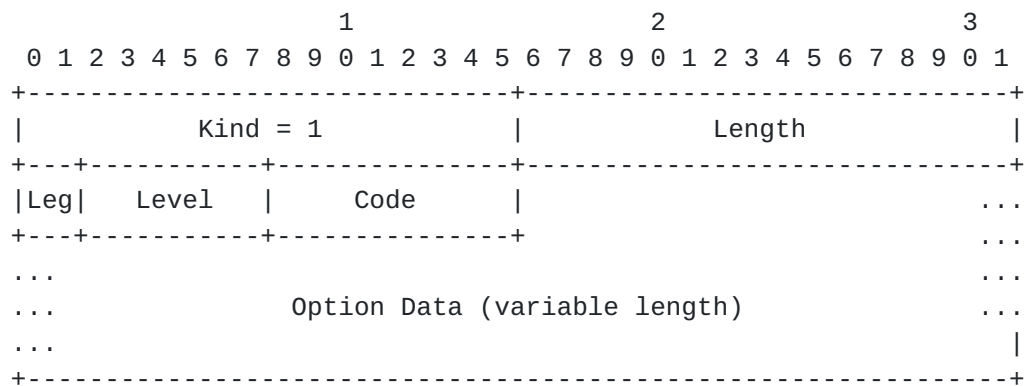 1                   2                   3
 0 1 2 3 4 5 6 7 8 9 0 1 2 3 4 5 6 7 8 9 0 1 2 3 4 5 6 7 8 9 0 1
+-------------------------------+-------------------------------+
|           Kind = 1            |            Length             |
+---+-----------+---------------+-------------------------------+
|Leg|   Level   |     Code      |                             ...
+---+-----------+---------------+                             ...
...                                                           ...
...               Option Data (variable length)               ...
...                                                             |
+---------------------------------------------------------------+